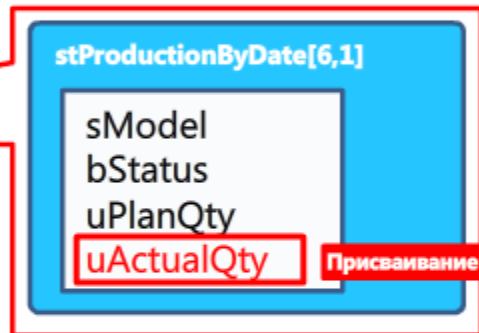 stProductionByDate[6,1]
sModel
bStatus
uPlanQty
uActualQty
Присваивание